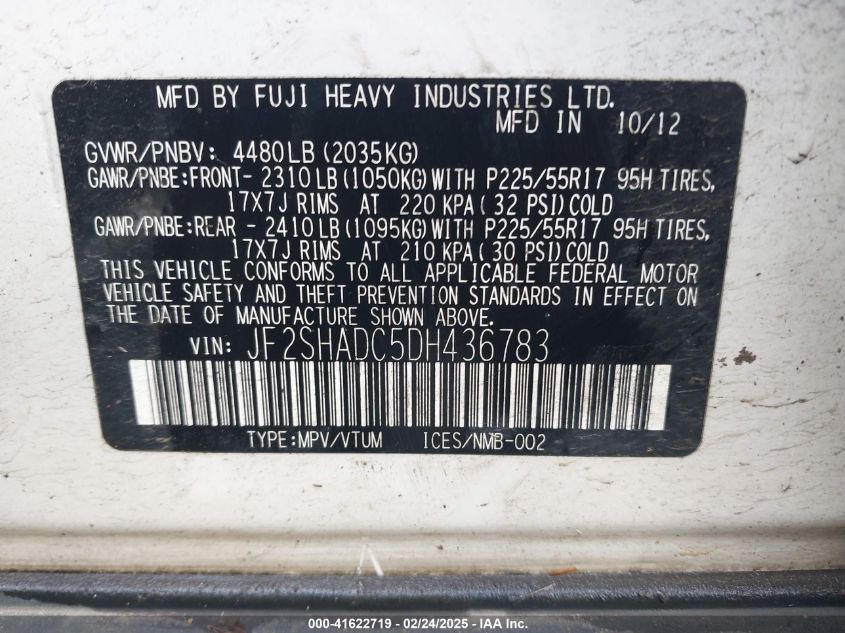 MFD BY FUJI HEAVY INDUSTRIES LTD.
MFD IN 10/12
GVWR/PNBV: 4480LB (2035KG)
GAWR/PNBE:FRONT- 2310LB (1050KG) WITH P225/55R17 95H TIRES,
17X7J RIMS AT 220 KPA ( 32 PSI) COLD
GAWR/PNBE:REAR - 2410LB (1095KG) WITH P225/55R17 95H TIRES,
17X7J RIMS AT 210 KPA ( 30 PSI) COLD
THIS VEHICLE CONFORMS TO ALL APPLICABLE FEDERAL MOTOR
VEHICLE SAFETY AND THEFT PREVENTION STANDARDS IN EFFECT ON
THE DATE OF MANUFACTURE SHOWN ABOVE.
VIN: JF2SHADC5DH436783
TYPE:MPV/VTUM ICES/NMB-002
000-41622719 - 02/24/2025 - IAA Inc.